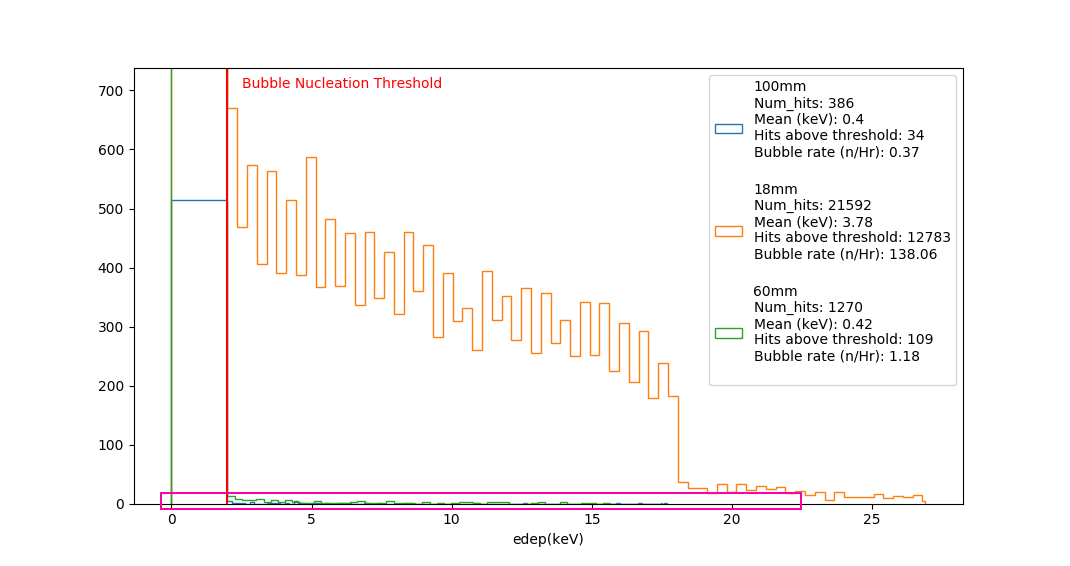 Bubble Nucleation Threshold
100mm
Num_hits: 386
Mean (keV): 0.4
Hits above threshold: 34
Bubble rate (n/Hr): 0.37
18mm
Num_hits: 21592
Mean (keV): 3.78
Hits above threshold: 12783
Bubble rate (n/Hr): 138.06
60mm
Num_hits: 1270
Mean (keV): 0.42
Hits above threshold: 109
Bubble rate (n/Hr): 1.18
700
600
500
400
300
200
100
0
0 5 10 15 20 25
edep(keV)